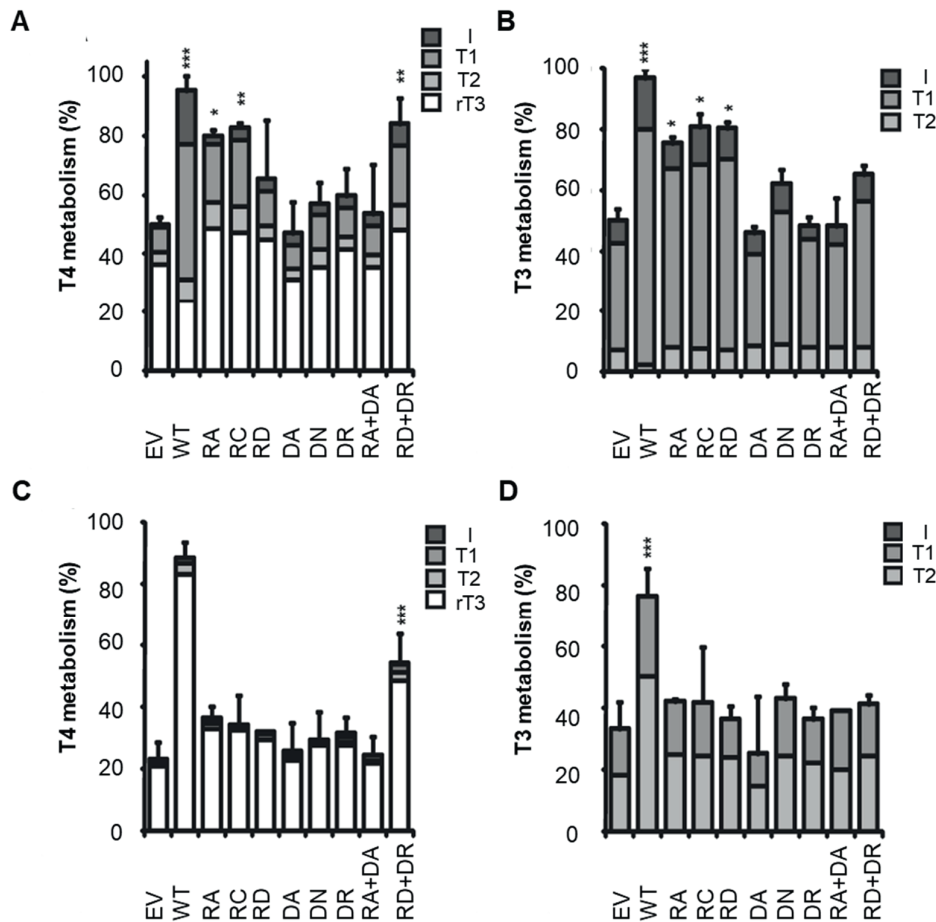 A
T4 metabolism (%)
100
80
60
40
20
0
I
T1
T2
rT3
***
*
**
**
EV
WT
RA
RC
RD
DA
DN
DR
RA+DA
RD+DR
B
T3 metabolism (%)
100
80
60
40
20
0
I
T1
T2
***
*
*
*
EV
WT
RA
RC
RD
DA
DN
DR
RA+DA
RD+DR
C
T4 metabolism (%)
100
80
60
40
20
0
I
T1
T2
rT3
***
EV
WT
RA
RC
RD
DA
DN
DR
RA+DA
RD+DR
D
T3 metabolism (%)
100
80
60
40
20
0
I
T1
T2
***
EV
WT
RA
RC
RD
DA
DN
DR
RA+DA
RD+DR